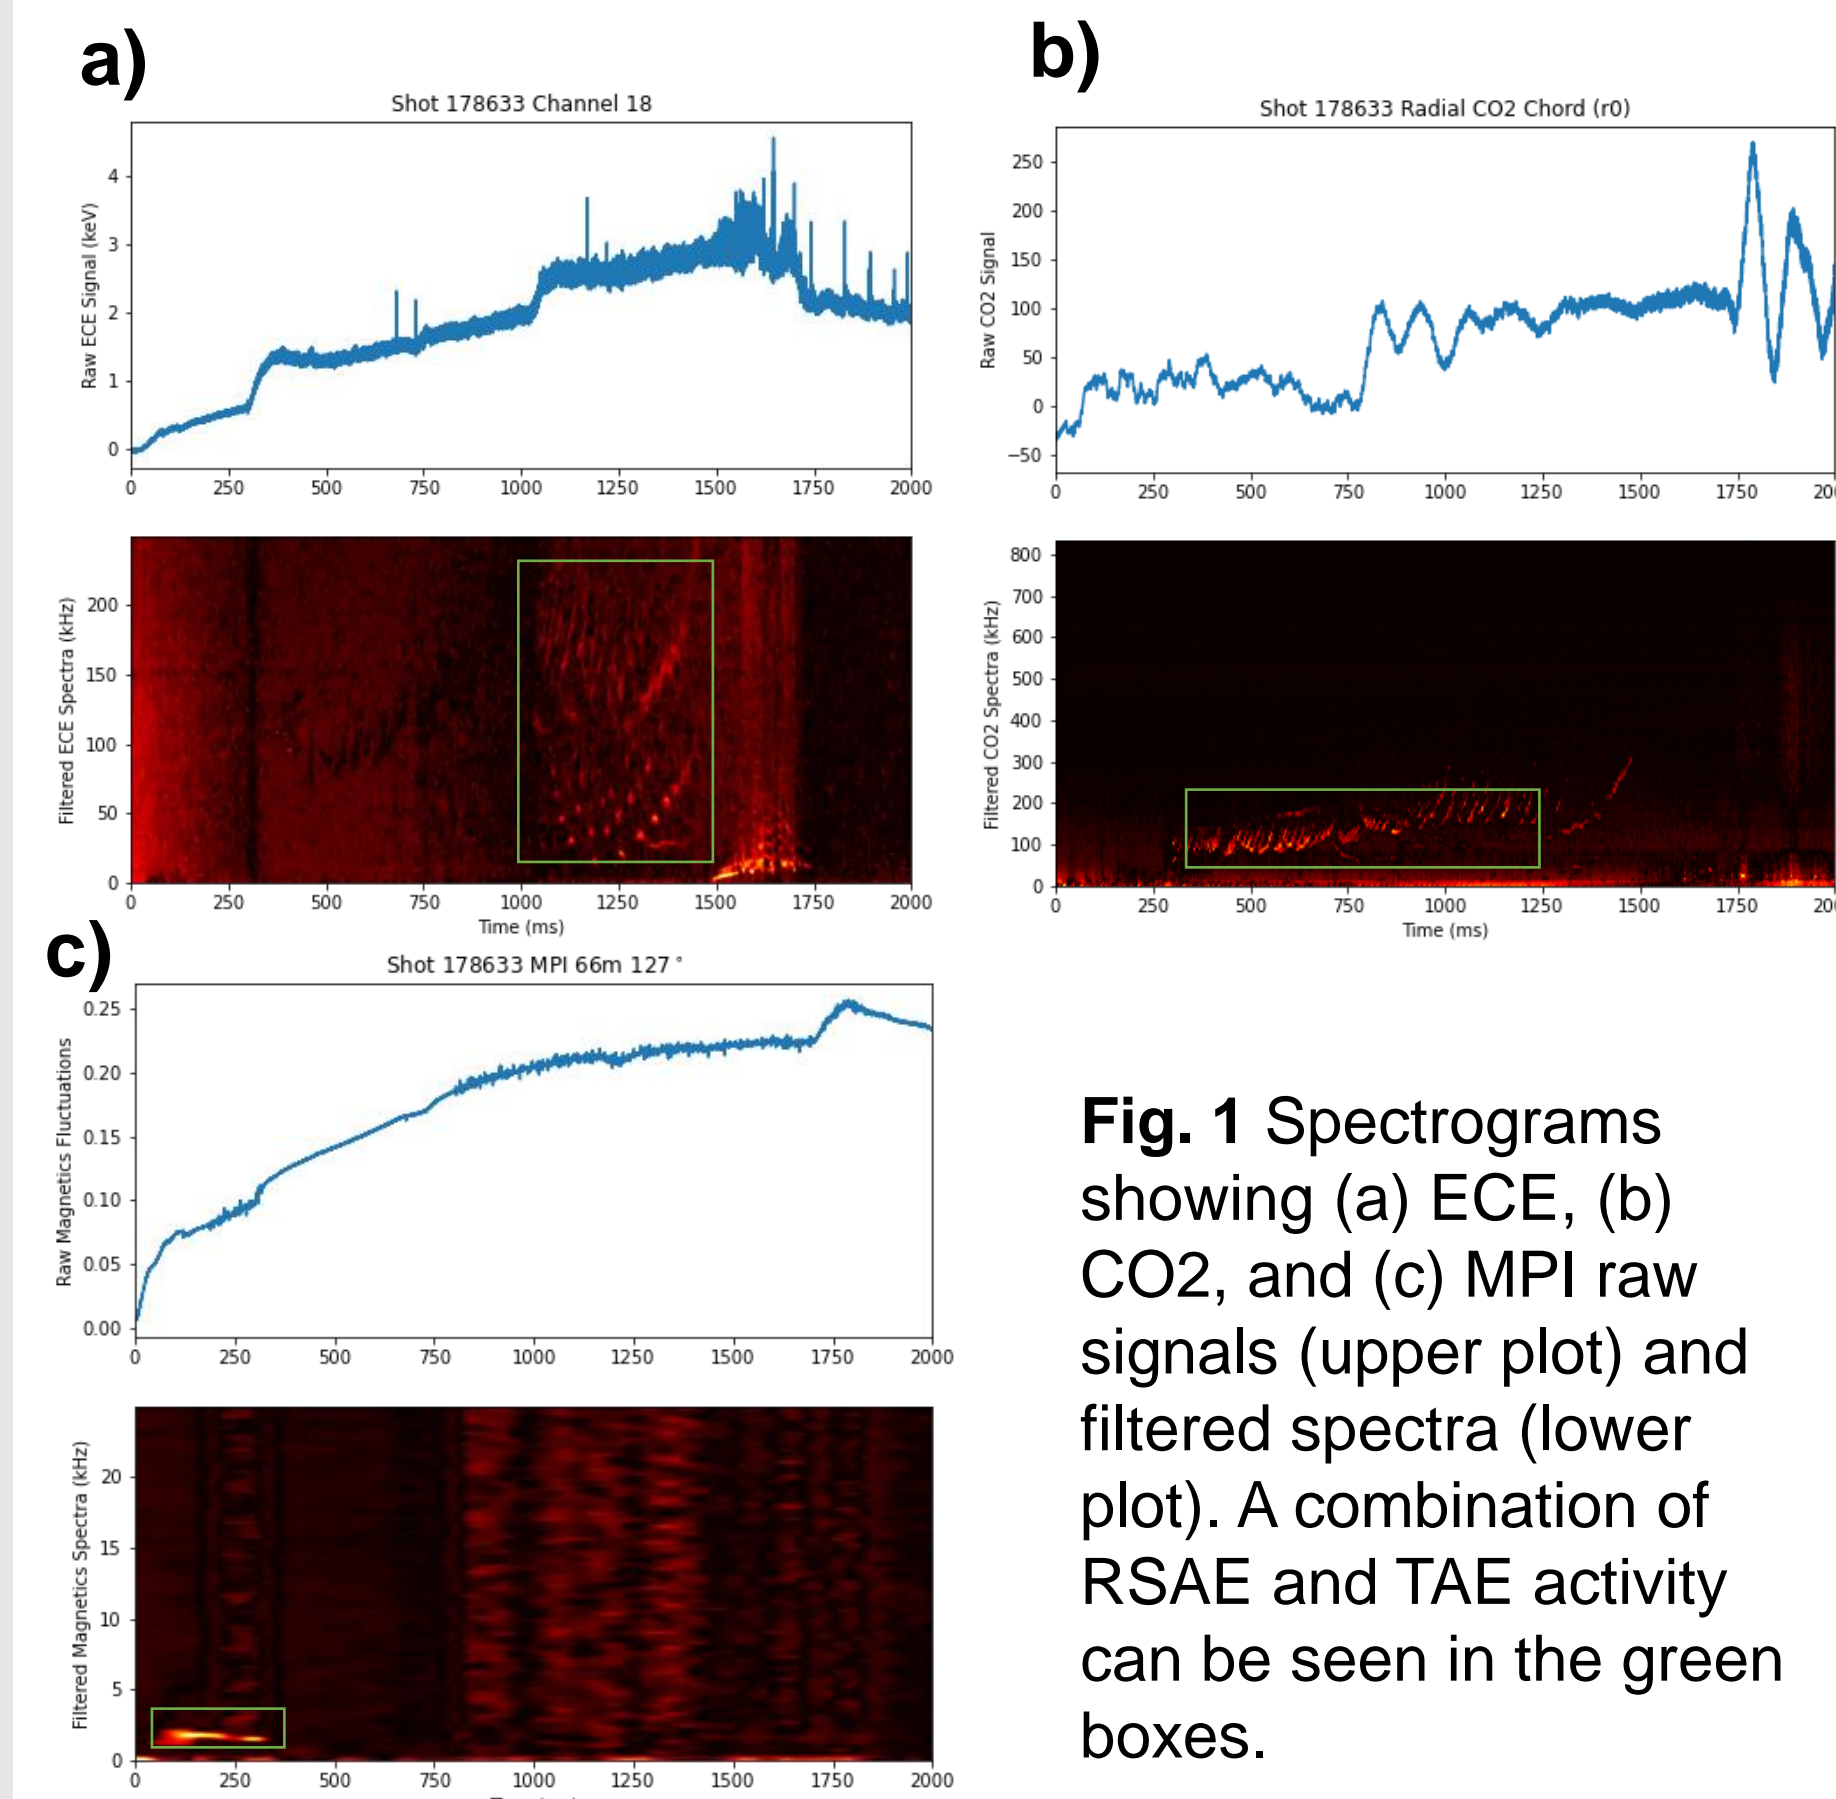 a)
Shot 178633 Channel 18
Raw ECE Signal (keV)
4
3
2
1
0
0 250 500 750 1000 1250 1500 1750 2000
Filtered ECE Spectra (kHz)
200
150
100
50
0
0 250 500 750 1000 1250 1500 1750 2000
Time (ms)
b)
Shot 178633 Radial CO2 Chord (r0)
Raw CO2 Signal
250
200
150
100
50
0
−50
0 250 500 750 1000 1250 1500 1750 20
Filtered CO2 Spectra (kHz)
800
700
600
500
400
300
200
100
0
0 250 500 750 1000 1250 1500 1750 20
Time (ms)
c)
Shot 178633 MPI 66m 127 °
Raw Magnetics Fluctuations
0.25
0.20
0.15
0.10
0.05
0.00
0 250 500 750 1000 1250 1500 1750 2000
Filtered Magnetics Spectra (kHz)
20
15
10
5
0
0 250 500 750 1000 1250 1500 1750 2000
Fig. 1 Spectrograms
showing (a) ECE, (b)
CO2, and (c) MPI raw
signals (upper plot) and
filtered spectra (lower
plot). A combination of
RSAE and TAE activity
can be seen in the green
boxes.